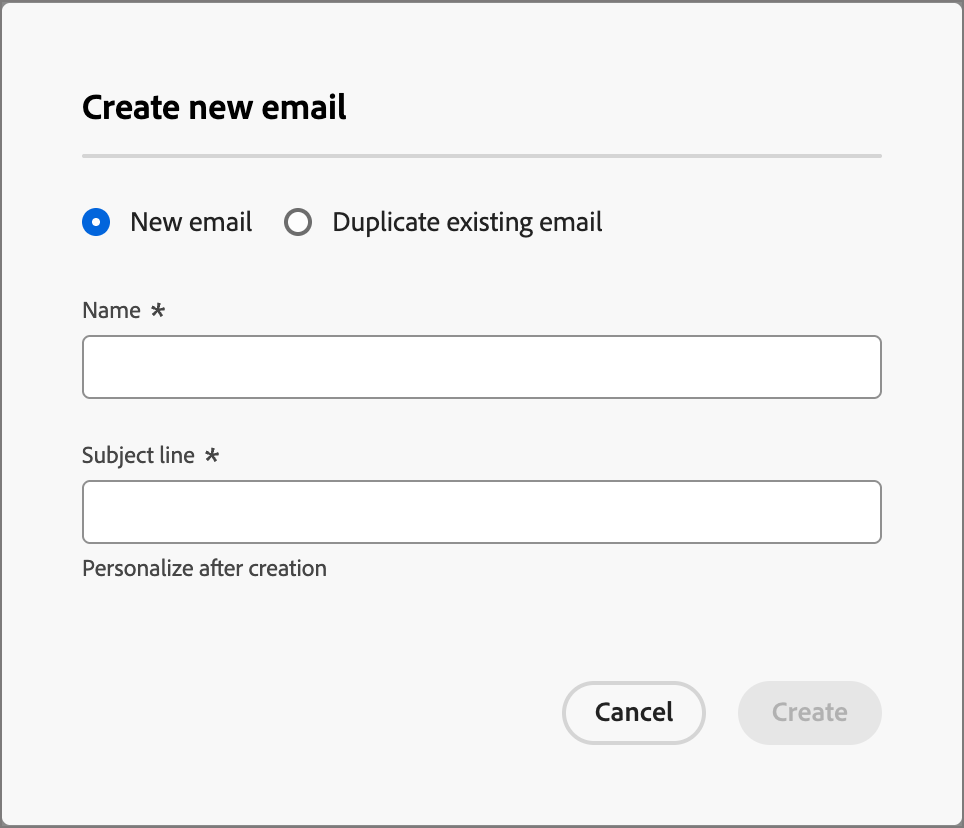 Create new email
New email Duplicate existing email
Name *
Subject line *
Personalize after creation
Cancel Create